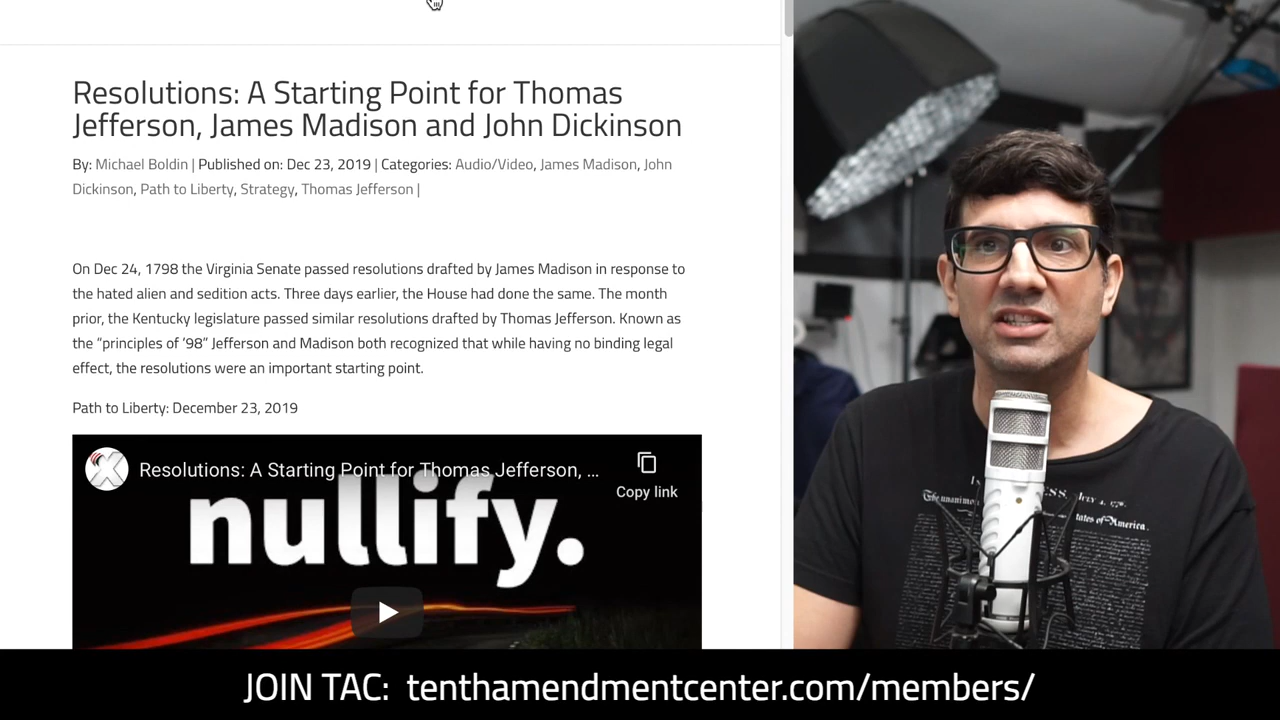 Resolutions: A Starting Point for Thomas
Jefferson, James Madison and John Dickinson
By: Michael Boldin | Published on: Dec 23, 2019 | Categories: Audio/Video, James Madison, John
Dickinson, Path to Liberty, Strategy, Thomas Jefferson |
On Dec 24, 1798 the Virginia Senate passed resolutions drafted by James Madison in response to
the hated alien and sedition acts. Three days earlier, the House had done the same. The month
prior, the Kentucky legislature passed similar resolutions drafted by Thomas Jefferson. Known as
the “principles of ’98” Jefferson and Madison both recognized that while having no binding legal
effect, the resolutions were an important starting point.
Path to Liberty: December 23, 2019
Resolutions: A Starting Point for Thomas Jefferson, ...
Copy link
nullify.
The unanimo
tates of America.
JOIN TAC: tenthamendmentcenter.com/members/